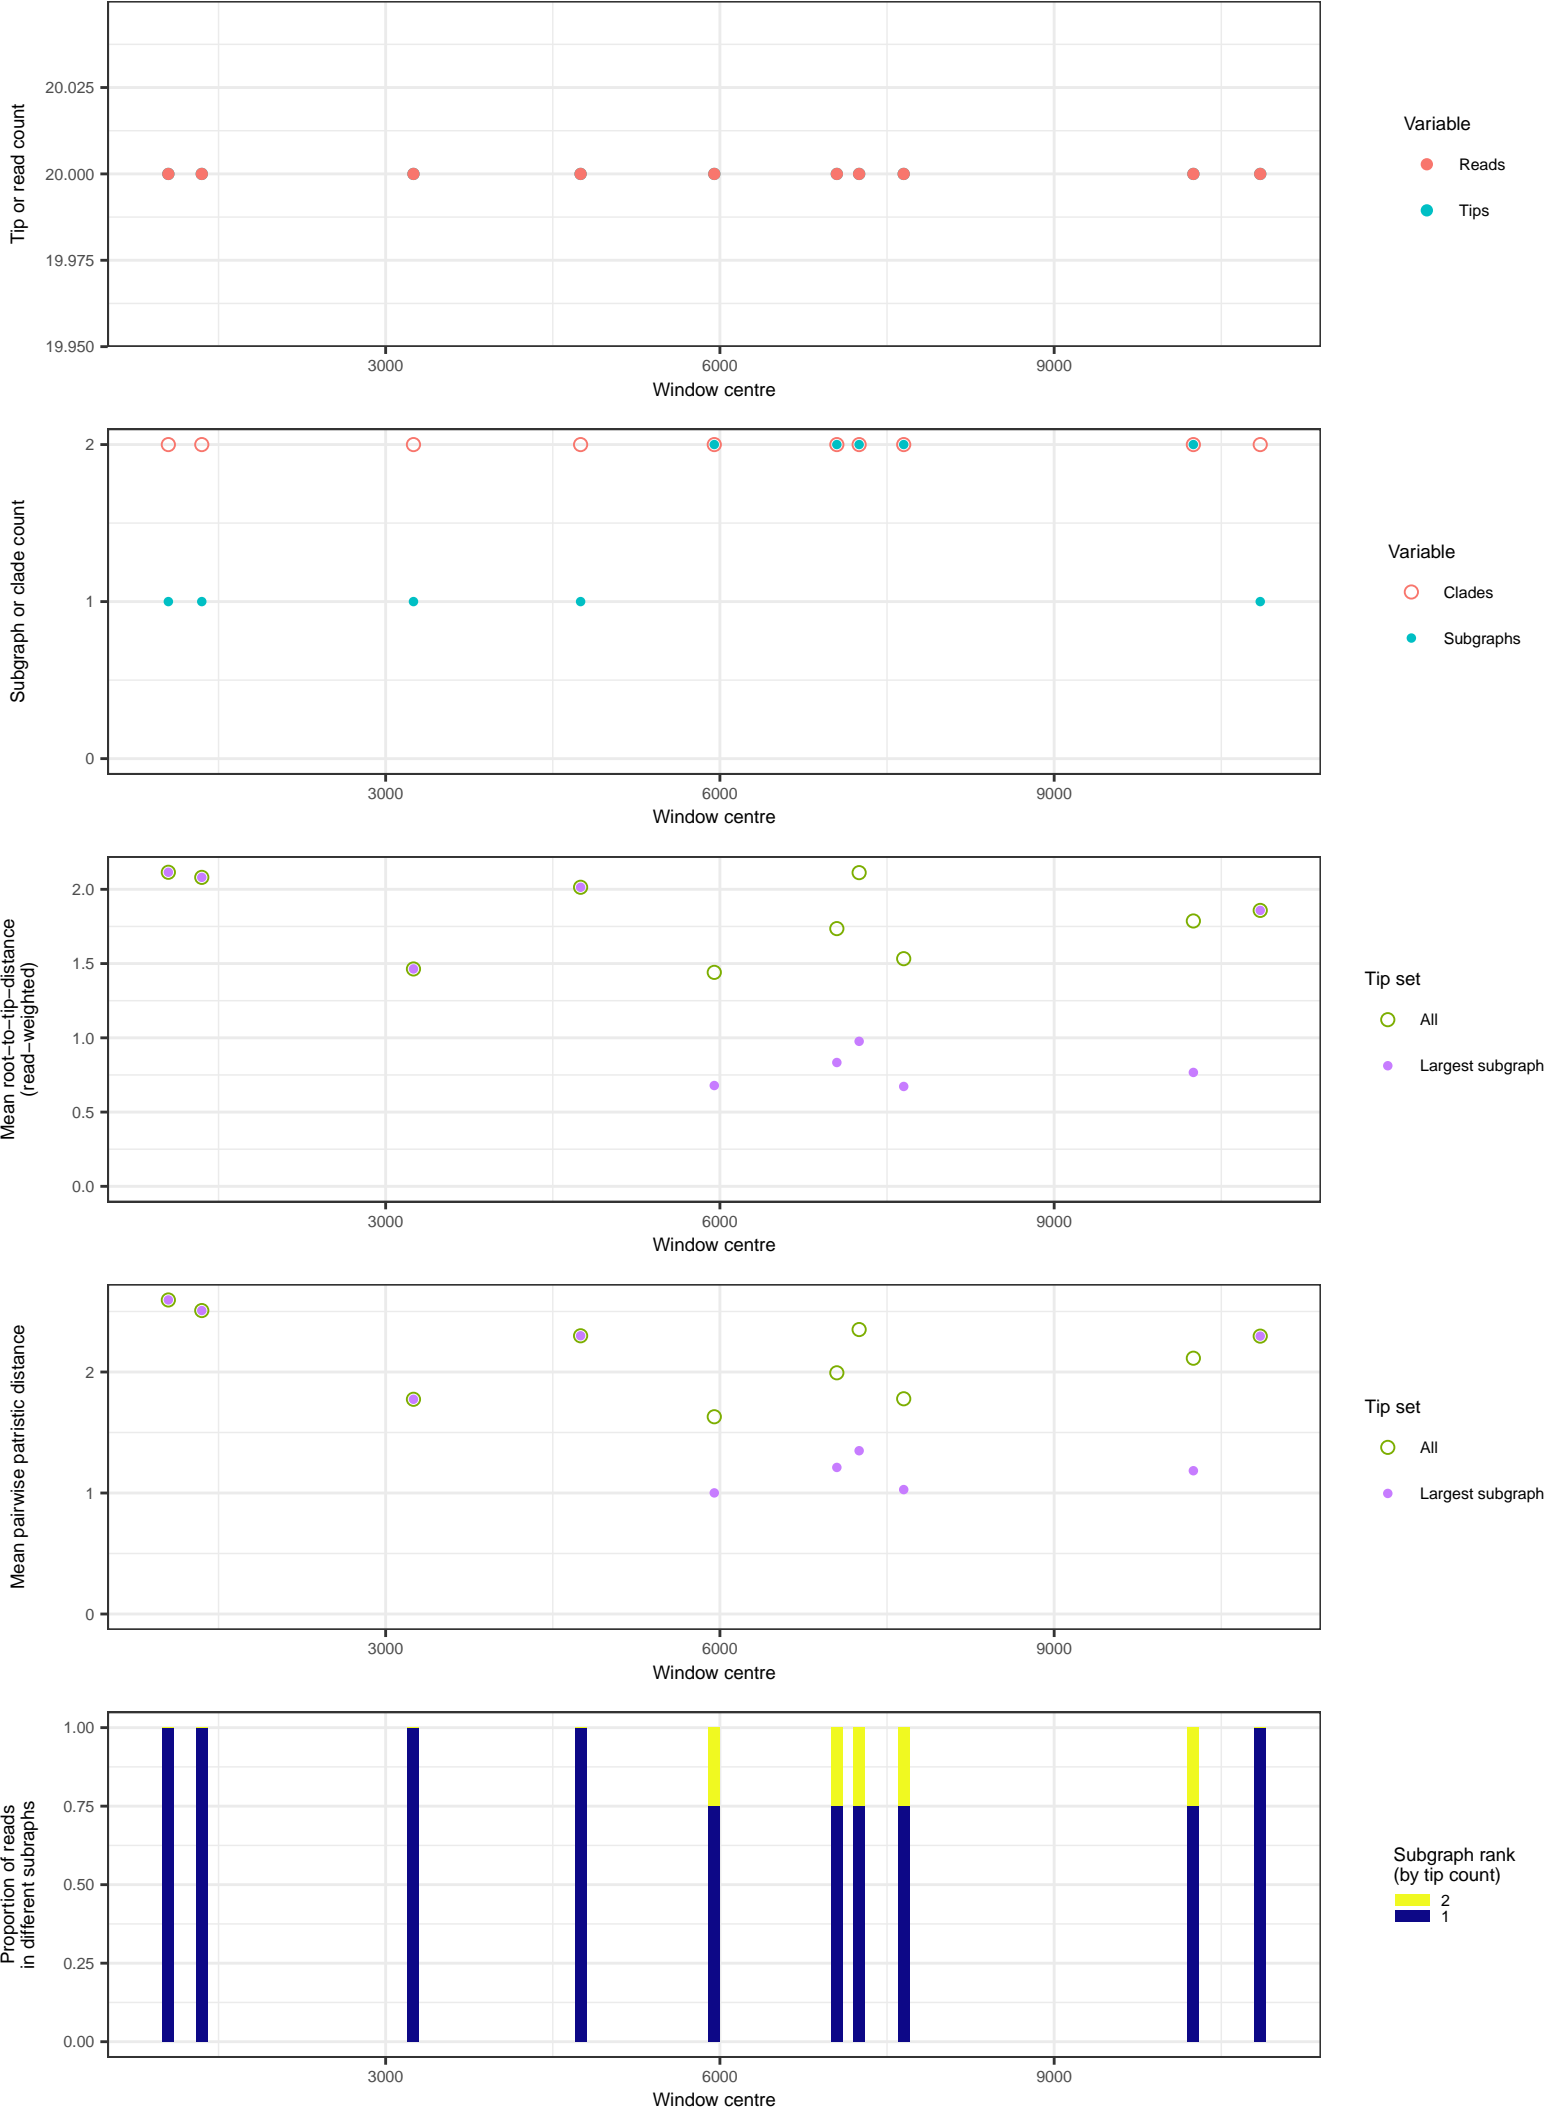 Tip or read count
20.025
20.000
19.975
19.950
3000
6000
9000
Window centre
Variable
Reads
Tips
Subgraph or clade count
2
1
0
3000
6000
9000
Window centre
Variable
Clades
Subgraphs
Mean root−to−tip−distance
(read−weighted)
2.0
1.5
1.0
0.5
0.0
3000
6000
9000
Window centre
Tip set
All
Largest subgraph
Mean pairwise patristic distance
2
1
0
3000
6000
9000
Window centre
Tip set
All
Largest subgraph
Proportion of reads
in different subraphs
1.00
0.75
0.50
0.25
0.00
3000
6000
9000
Window centre
Subgraph rank
(by tip count)
2
1